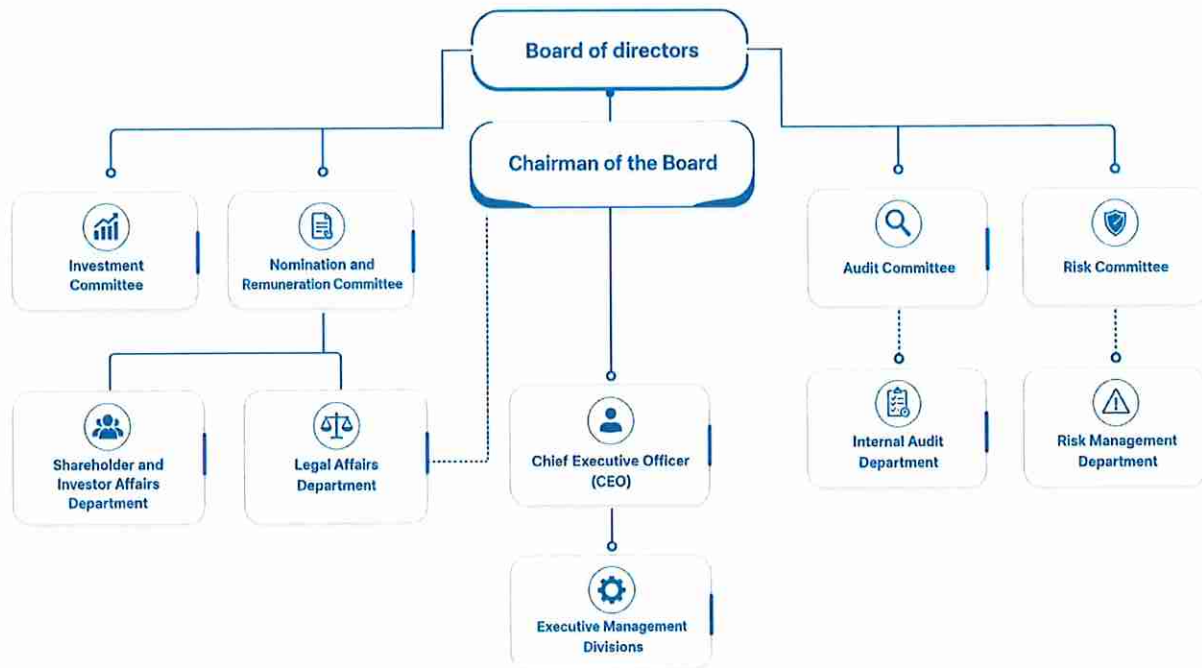 Board of directors
Chairman of the Board
Investment
Committee
Nomination and
Remuneration Committee
Audit Committee
Risk Committee
Shareholder and
Investor Affairs
Department
Legal Affairs
Department
Chief Executive Officer
(CEO)
Internal Audit
Department
Risk Management
Department
Executive Management
Divisions